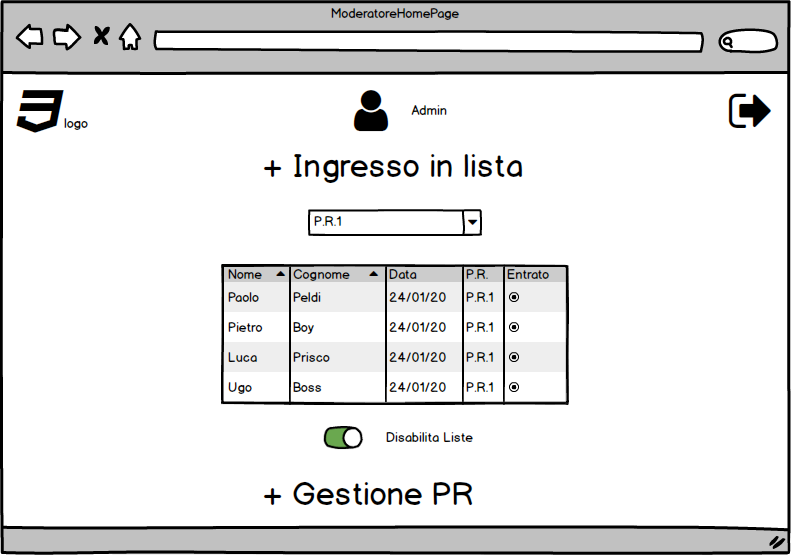 ModeratoreHomePage
logo
Admin
+ Ingresso in lista
P.R.1
Nome Cognome Data P.R. Entrato
Paolo Peldi 24/01/20 P.R.1
Pietro Boy 24/01/20 P.R.1
Luca Prisco 24/01/20 P.R.1
Ugo Boss 24/01/20 P.R.1
Disabilita Liste
+ Gestione PR